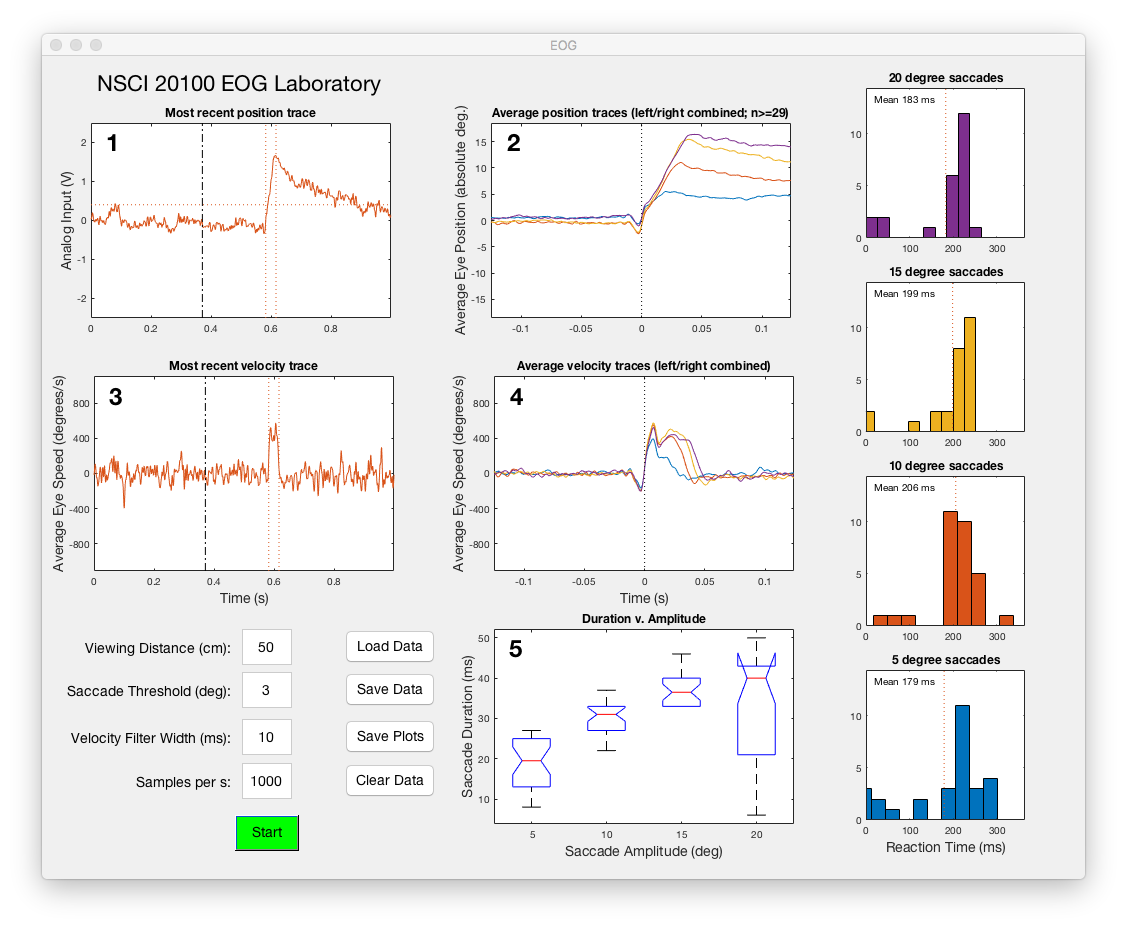 EOG
NSCI 20100 EOG Laboratory
Most recent position trace
1
Analog Input (V)
2
1
0
-1
-2
0 0.2 0.4 0.6 0.8
Average position traces (left/right combined; n>=29)
2
Average Eye Position (absolute deg.)
15
10
5
0
-5
-10
-15
-0.1 -0.05 0 0.05 0.1
Most recent velocity trace
3
Average Eye Speed (degrees/s)
800
400
0
-400
-800
0 0.2 0.4 0.6 0.8
Time (s)
Average velocity traces (left/right combined)
4
Average Eye Speed (degrees/s)
800
400
0
-400
-800
-0.1 -0.05 0 0.05 0.1
Time (s)
Viewing Distance (cm): 50
Saccade Threshold (deg): 3
Velocity Filter Width (ms): 10
Samples per s: 1000
Start
Load Data
Save Data
Save Plots
Clear Data
Duration v. Amplitude
5
Saccade Duration (ms)
50
40
30
20
10
5 10 15 20
Saccade Amplitude (deg)
20 degree saccades
Mean 183 ms
10
5
0
0 100 200 300
15 degree saccades
Mean 199 ms
10
5
0
0 100 200 300
10 degree saccades
Mean 206 ms
10
5
0
0 100 200 300
5 degree saccades
Mean 179 ms
10
5
0
0 100 200 300
Reaction Time (ms)